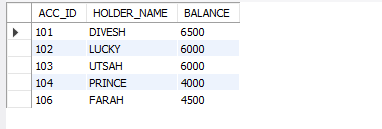 ACC_ID HOLDER_NAME BALANCE
101 DIVESH 6500
102 LUCKY 6000
103 UTSAH 6000
104 PRINCE 4000
106 FARAH 4500